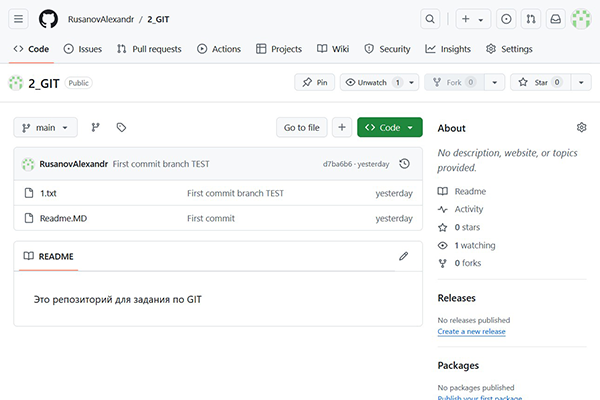 RusanovAlexandr / 2_GIT
Code Issues Pull requests Actions Projects Wiki Security Insights Settings
2_GIT Public Pin Unwatch 1 Fork 0 Star 0
main Go to file Code
RusanovAlexandr First commit branch TEST d7ba6b6 · yesterday
1.txt First commit branch TEST yesterday
Readme.MD First commit yesterday
README
Это репозиторий для задания по GIT
About
No description, website, or topics
provided.
Readme
Activity
0 stars
1 watching
0 forks
Releases
No releases published
Create a new release
Packages
No packages published
Publish your first package